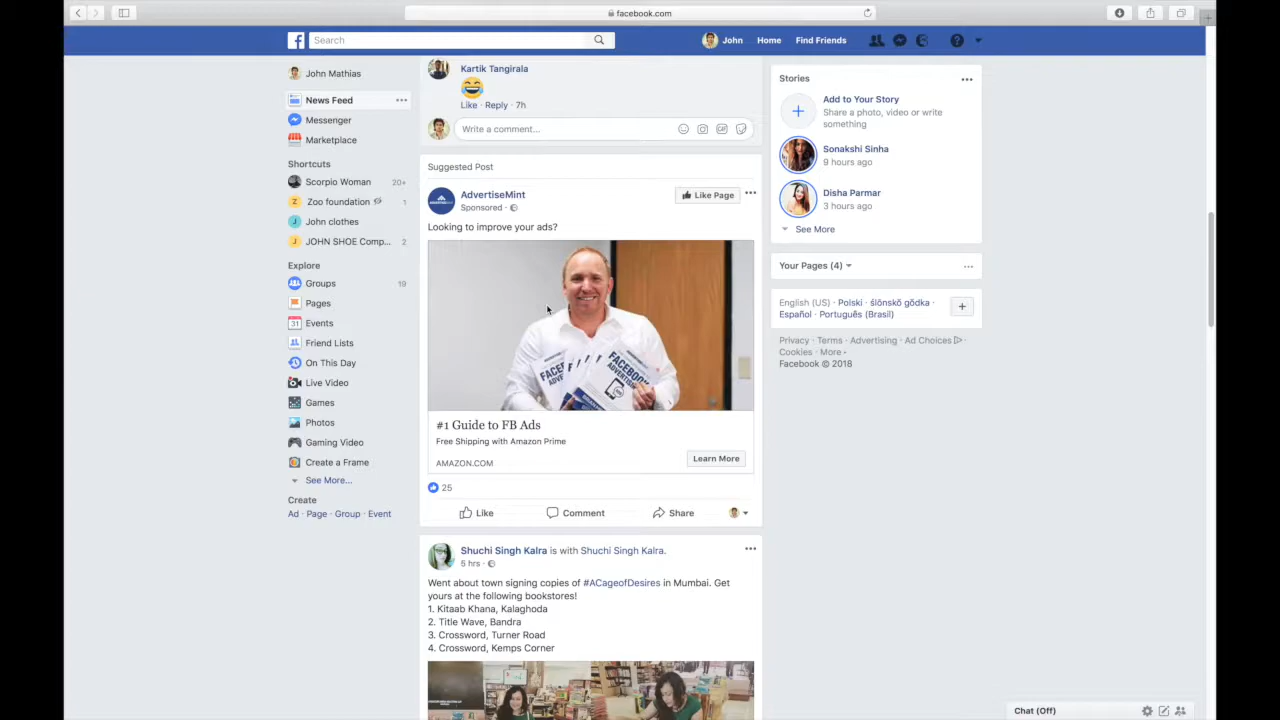 facebook.com
Search
John
Home
Find Friends
John Mathias
News Feed
Messenger
Marketplace
Shortcuts
Scorpio Woman 20+
Zoo foundation 1
John clothes
JOHN SHOE Comp... 2
Explore
Groups 19
Pages
31 Events
Friend Lists
On This Day
Live Video
Games
Photos
Gaming Video
Create a Frame
See More...
Create
Ad · Page · Group · Event
Kartik Tangirala
Like · Reply · 7h
Write a comment...
Suggested Post
AdvertiseMint
Like Page
Sponsored ·
Looking to improve your ads?
FACEBOOK ADVERTISING
#1 Guide to FB Ads
Free Shipping with Amazon Prime
AMAZON.COM
Learn More
25
Like
Comment
Share
Shuchi Singh Kalra is with Shuchi Singh Kalra.
5 hrs ·
Went about town signing copies of #ACageofDesires in Mumbai. Get
yours at the following bookstores!
1. Kitaab Khana, Kalaghoda
2. Title Wave, Bandra
3. Crossword, Turner Road
4. Crossword, Kemps Corner
Stories
Add to Your Story
Share a photo, video or write
something
Sonakshi Sinha
9 hours ago
Disha Parmar
3 hours ago
See More
Your Pages (4)
English (US) · Polski · ślōnskŏ gŏdka ·
Español · Português (Brasil)
Privacy · Terms · Advertising · Ad Choices ·
Cookies · More
Facebook © 2018
Chat (Off)